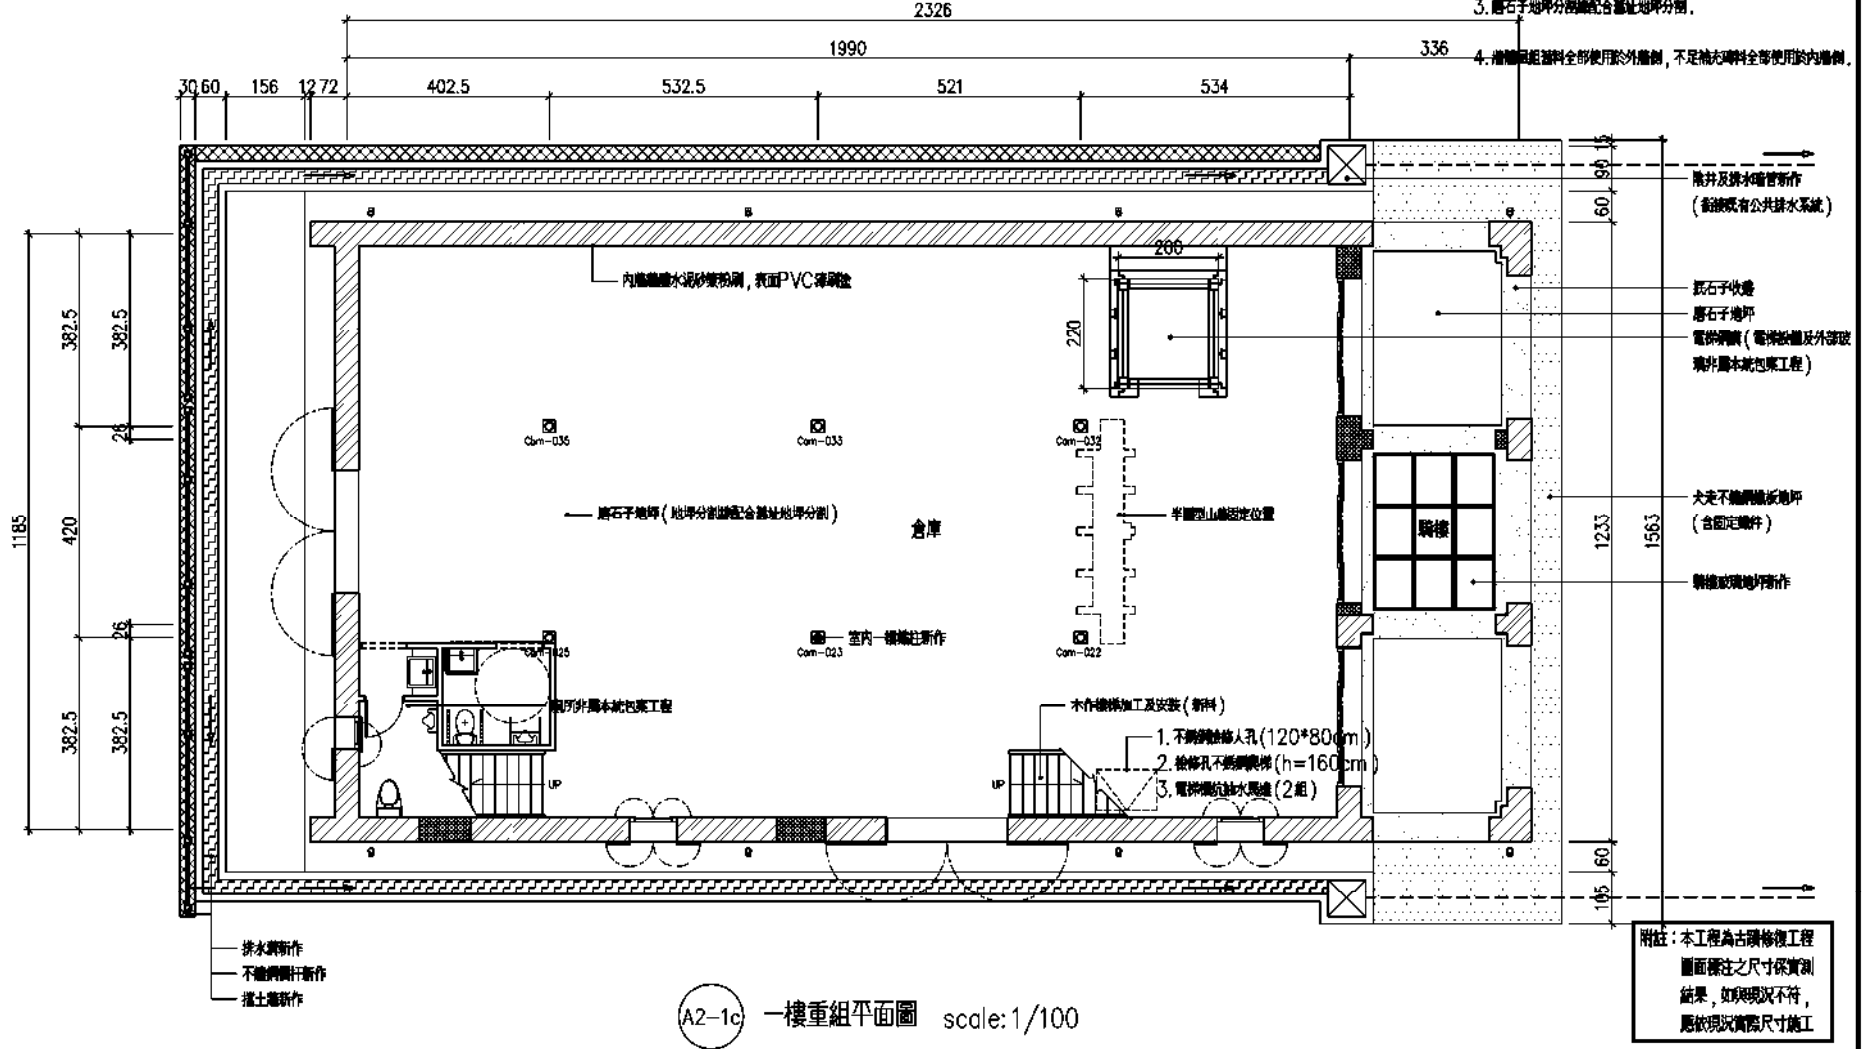 2326
3. 磨石子地坪分割線配合基址地坪分割.
1990
336
4. 牆體回組舊料全部使用於外牆側，不足補充磚料全部使用於內牆側.
30 60 156 12 72 402.5 532.5 521 534
15
90
60
陰井及排水暗管新作
(銜接既有公共排水系統)
200
220
內牆牆體水泥砂漿粉刷，表面PVC薄刷塗
抿石子收邊
磨石子地坪
電梯鋼構(電梯設備及外部玻
璃非屬本統包案工程)
382.5
382.5
26
Cam-035
Cam-033
Cam-032
1185
420
磨石子地坪(地坪分割線配合基址地坪分割)
倉庫
半圓型山牆固定位置
騎樓
1233
1563
犬走不鏽鋼鐵板地坪
(含固定鐵件)
騎樓玻璃地坪新作
26
Cam-025
Cam-023
室內一樓鐵柱新作
Cam-022
382.5
382.5
廁所非屬本統包案工程
木作樓梯加工及安裝(新料)
1. 不鏽鋼檢修人孔(120*80cm)
2. 檢修孔不鏽鋼爬梯(h=160cm)
3. 電梯機坑抽水馬達(2組)
UP
UP
60
105
排水溝新作
不鏽鋼欄杆新作
擋土牆新作
A2-1c
一樓重組平面圖 scale:1/100
附註：本工程為古蹟修復工程
圖面標注之尺寸係實測
結果，如與現況不符，
應依現況實際尺寸施工